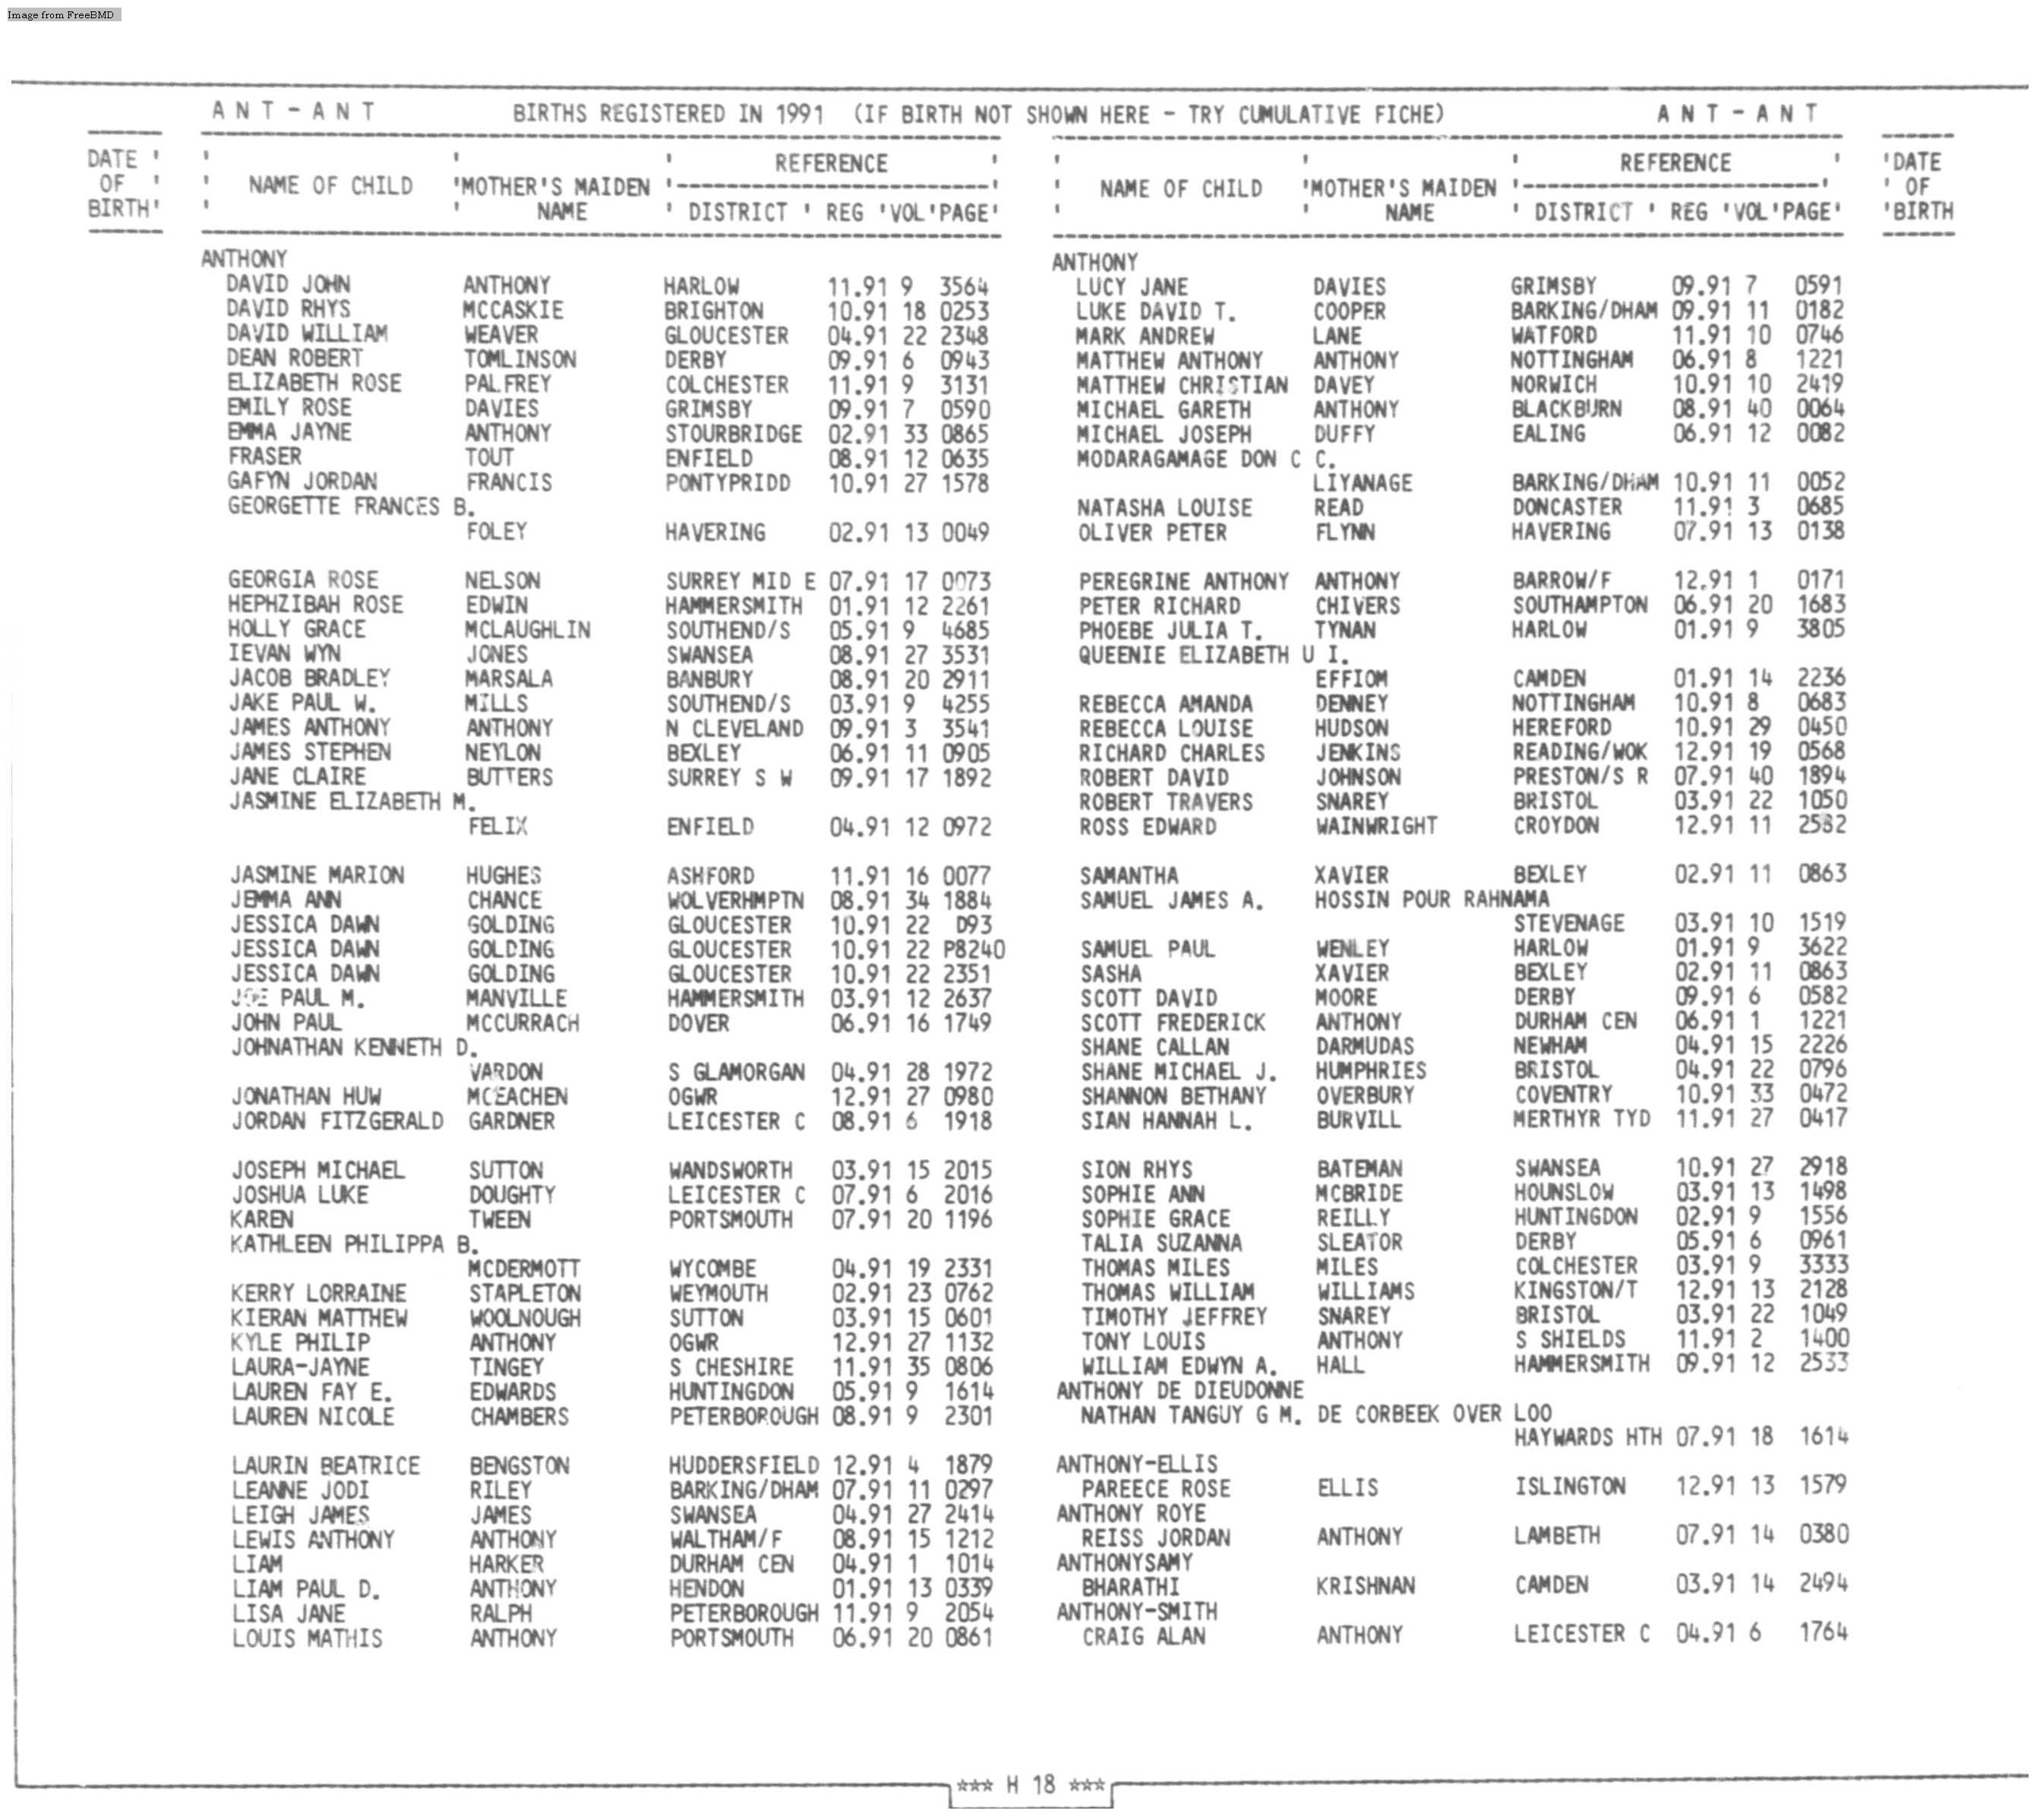 Image from FreeBMD
A N T - A N T BIRTHS REGISTERED IN 1991 (IF BIRTH NOT SHOWN HERE - TRY CUMULATIVE FICHE) A N T - A N T
DATE OF BIRTH
NAME OF CHILD MOTHER'S MAIDEN NAME REFERENCE DISTRICT REG VOL PAGE
ANTHONY
DAVID JOHN ANTHONY HARLOW 11.91 9 3564
DAVID RHYS MCCASKIE BRIGHTON 10.91 18 0253
DAVID WILLIAM WEAVER GLOUCESTER 04.91 22 2348
DEAN ROBERT TOMLINSON DERBY 09.91 6 0943
ELIZABETH ROSE PALFREY COLCHESTER 11.91 9 3131
EMILY ROSE DAVIES GRIMSBY 09.91 7 0590
EMMA JAYNE ANTHONY STOURBRIDGE 02.91 33 0865
FRASER TOUT ENFIELD 08.91 12 0635
GAFYN JORDAN FRANCIS PONTYPRIDD 10.91 27 1578
GEORGETTE FRANCES B.
FOLEY HAVERING 02.91 13 0049
GEORGIA ROSE NELSON SURREY MID E 07.91 17 0073
HEPHZIBAH ROSE EDWIN HAMMERSMITH 01.91 12 2261
HOLLY GRACE MCLAUGHLIN SOUTHEND/S 05.91 9 4685
IEVAN WYN JONES SWANSEA 08.91 27 3531
JACOB BRADLEY MARSALA BANBURY 08.91 20 2911
JAKE PAUL W. MILLS SOUTHEND/S 03.91 9 4255
JAMES ANTHONY ANTHONY N CLEVELAND 09.91 3 3541
JAMES STEPHEN NEYLON BEXLEY 06.91 11 0905
JANE CLAIRE BUTTERS SURREY S W 09.91 17 1892
JASMINE ELIZABETH M.
FELIX ENFIELD 04.91 12 0972
JASMINE MARION HUGHES ASHFORD 11.91 16 0077
JEMMA ANN CHANCE WOLVERHMPTN 08.91 34 1884
JESSICA DAWN GOLDING GLOUCESTER 10.91 22 D93
JESSICA DAWN GOLDING GLOUCESTER 10.91 22 P8240
JESSICA DAWN GOLDING GLOUCESTER 10.91 22 2351
JOE PAUL M. MANVILLE HAMMERSMITH 03.91 12 2637
JOHN PAUL MCCURRACH DOVER 06.91 16 1749
JOHNATHAN KENNETH D.
VARDON S GLAMORGAN 04.91 28 1972
JONATHAN HUW MCEACHEN OGWR 12.91 27 0980
JORDAN FITZGERALD GARDNER LEICESTER C 08.91 6 1918
JOSEPH MICHAEL SUTTON WANDSWORTH 03.91 15 2015
JOSHUA LUKE DOUGHTY LEICESTER C 07.91 6 2016
KAREN TWEEN PORTSMOUTH 07.91 20 1196
KATHLEEN PHILIPPA B.
MCDERMOTT WYCOMBE 04.91 19 2331
KERRY LORRAINE STAPLETON WEYMOUTH 02.91 23 0762
KIERAN MATTHEW WOOLNOUGH SUTTON 03.91 15 0601
KYLE PHILIP ANTHONY OGWR 12.91 27 1132
LAURA-JAYNE TINGEY S CHESHIRE 11.91 35 0806
LAUREN FAY E. EDWARDS HUNTINGDON 05.91 9 1614
LAUREN NICOLE CHAMBERS PETERBOROUGH 08.91 9 2301
LAURIN BEATRICE BENGSTON HUDDERSFIELD 12.91 4 1879
LEANNE JODI RILEY BARKING/DHAM 07.91 11 0297
LEIGH JAMES JAMES SWANSEA 04.91 27 2414
LEWIS ANTHONY ANTHONY WALTHAM/F 08.91 15 1212
LIAM HARKER DURHAM CEN 04.91 1 1014
LIAM PAUL D. ANTHONY HENDON 01.91 13 0339
LISA JANE RALPH PETERBOROUGH 11.91 9 2054
LOUIS MATHIS ANTHONY PORTSMOUTH 06.91 20 0861
NAME OF CHILD MOTHER'S MAIDEN NAME REFERENCE DISTRICT REG VOL PAGE
DATE OF BIRTH
ANTHONY
LUCY JANE DAVIES GRIMSBY 09.91 7 0591
LUKE DAVID T. COOPER BARKING/DHAM 09.91 11 0182
MARK ANDREW LANE WATFORD 11.91 10 0746
MATTHEW ANTHONY ANTHONY NOTTINGHAM 06.91 8 1221
MATTHEW CHRISTIAN DAVEY NORWICH 10.91 10 2419
MICHAEL GARETH ANTHONY BLACKBURN 08.91 40 0064
MICHAEL JOSEPH DUFFY EALING 06.91 12 0082
MODARAGAMAGE DON C C.
LIYANAGE BARKING/DHAM 10.91 11 0052
NATASHA LOUISE READ DONCASTER 11.91 3 0685
OLIVER PETER FLYNN HAVERING 07.91 13 0138
PEREGRINE ANTHONY ANTHONY BARROW/F 12.91 1 0171
PETER RICHARD CHIVERS SOUTHAMPTON 06.91 20 1683
PHOEBE JULIA T. TYNAN HARLOW 01.91 9 3805
QUEENIE ELIZABETH U I.
EFFIOM CAMDEN 01.91 14 2236
REBECCA AMANDA DENNEY NOTTINGHAM 10.91 8 0683
REBECCA LOUISE HUDSON HEREFORD 10.91 29 0450
RICHARD CHARLES JENKINS READING/WOK 12.91 19 0568
ROBERT DAVID JOHNSON PRESTON/S R 07.91 40 1894
ROBERT TRAVERS SNAREY BRISTOL 03.91 22 1050
ROSS EDWARD WAINWRIGHT CROYDON 12.91 11
SAMANTHA XAVIER BEXLEY 02.91 11 0863
SAMUEL JAMES A. HOSSIN POUR RAHNAMA
STEVENAGE 03.91 10 1519
SAMUEL PAUL WENLEY HARLOW 01.91 9 3622
SASHA XAVIER BEXLEY 02.91 11 0863
SCOTT DAVID MOORE DERBY 09.91 6 0582
SCOTT FREDERICK ANTHONY DURHAM CEN 06.91 1 1221
SHANE CALLAN DARMUDAS NEWHAM 04.91 15 2226
SHANE MICHAEL J. HUMPHRIES BRISTOL 04.91 22 0796
SHANNON BETHANY OVERBURY COVENTRY 10.91 33 0472
SIAN HANNAH L. BURVILL MERTHYR TYD 11.91 27 0417
SION RHYS BATEMAN SWANSEA 10.91 27 2918
SOPHIE ANN MCBRIDE HOUNSLOW 03.91 13 1498
SOPHIE GRACE REILLY HUNTINGDON 02.91 9 1556
TALIA SUZANNA SLEATOR DERBY 05.91 6 0961
THOMAS MILES MILES COLCHESTER 03.91 9 3333
THOMAS WILLIAM WILLIAMS KINGSTON/T 12.91 13 2128
TIMOTHY JEFFREY SNAREY BRISTOL 03.91 22 1049
TONY LOUIS ANTHONY S SHIELDS 11.91 2 1400
WILLIAM EDWYN A. HALL HAMMERSMITH 09.91 12 2533
ANTHONY DE DIEUDONNE
NATHAN TANGUY G M. DE CORBEEK OVER LOO
HAYWARDS HTH 07.91 18 1614
ANTHONY-ELLIS
PAREECE ROSE ELLIS ISLINGTON 12.91 13 1579
ANTHONY ROYE
REISS JORDAN ANTHONY LAMBETH 07.91 14 0380
ANTHONYSAMY
BHARATHI KRISHNAN CAMDEN 03.91 14 2494
ANTHONY-SMITH
CRAIG ALAN ANTHONY LEICESTER C 04.91 6 1764
*** H 18 ***